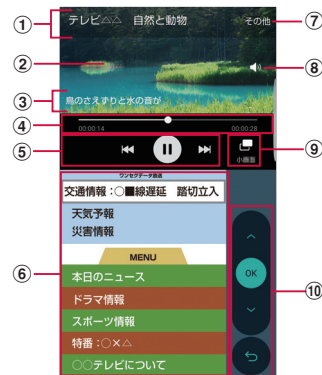 ① テレビ△△ 自然と動物 その他 ⑦
②
⑧
③ 鳥のさえずりと水の音が
④ 00:00:14 00:00:28
⑤ 小画面 ⑨
ワンセグデータ放送
交通情報：○■線遅延 踏切立入
天気予報
災害情報
MENU
⑥ 本日のニュース
OK ⑩
ドラマ情報
スポーツ情報
特番：○×△
○○テレビについて